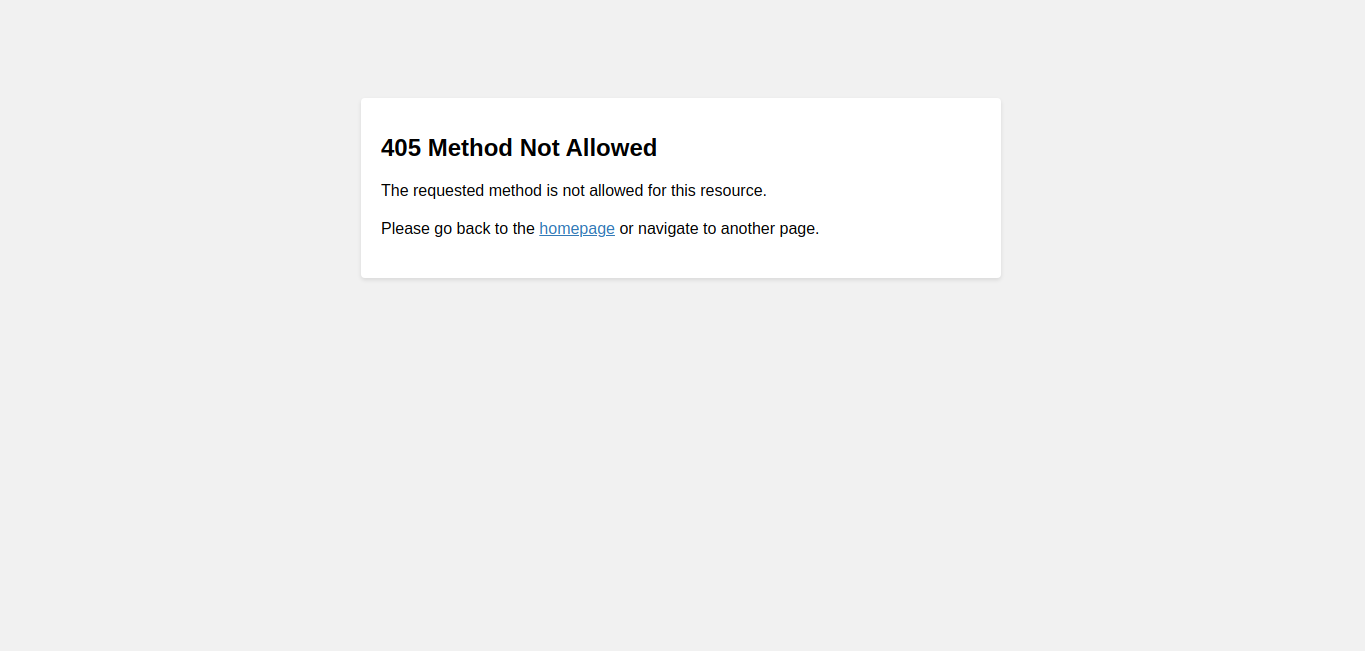 405 Method Not Allowed
The requested method is not allowed for this resource.
Please go back to the homepage or navigate to another page.